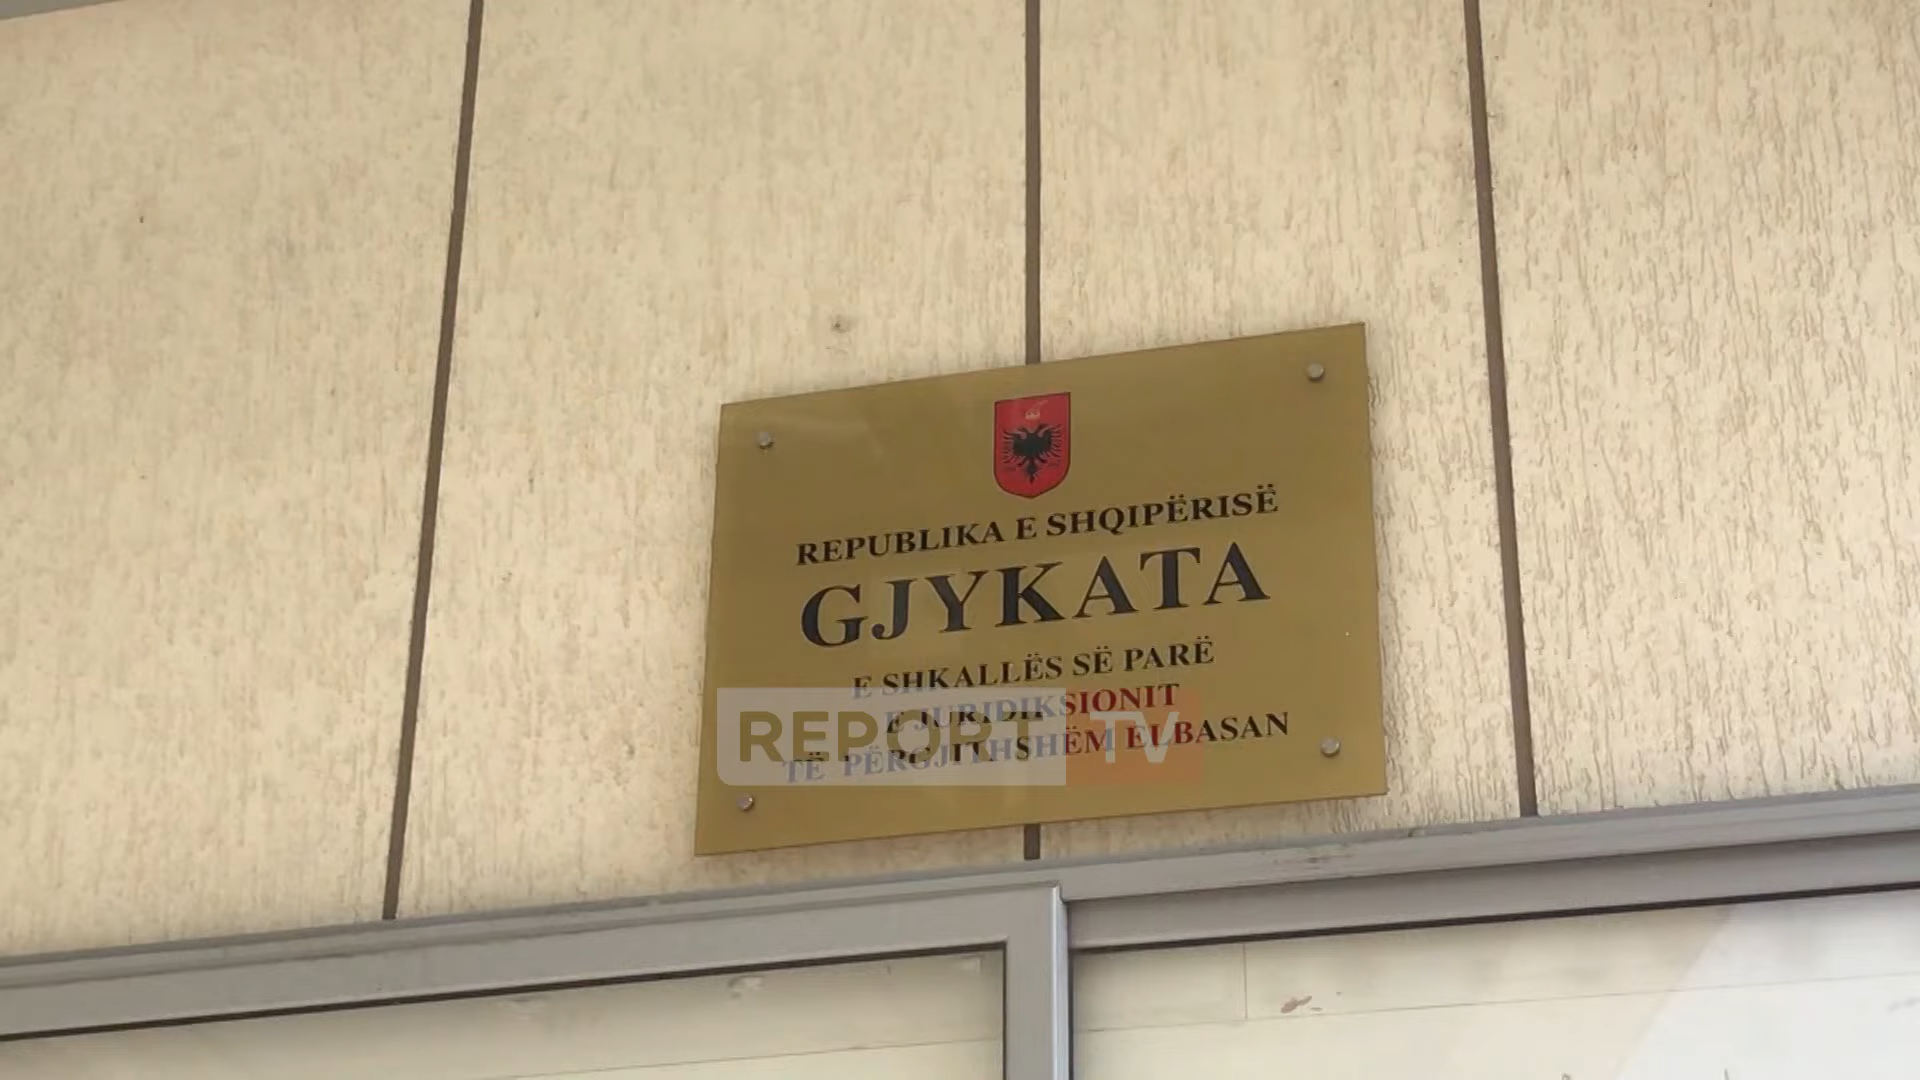 REPUBLIKA E SHQIPËRISË
GJYKATA
E SHKALLËS SË PARË
E JURIDIKSIONIT
TË PËRGJITHSHËM ELBASAN
REPORT TV